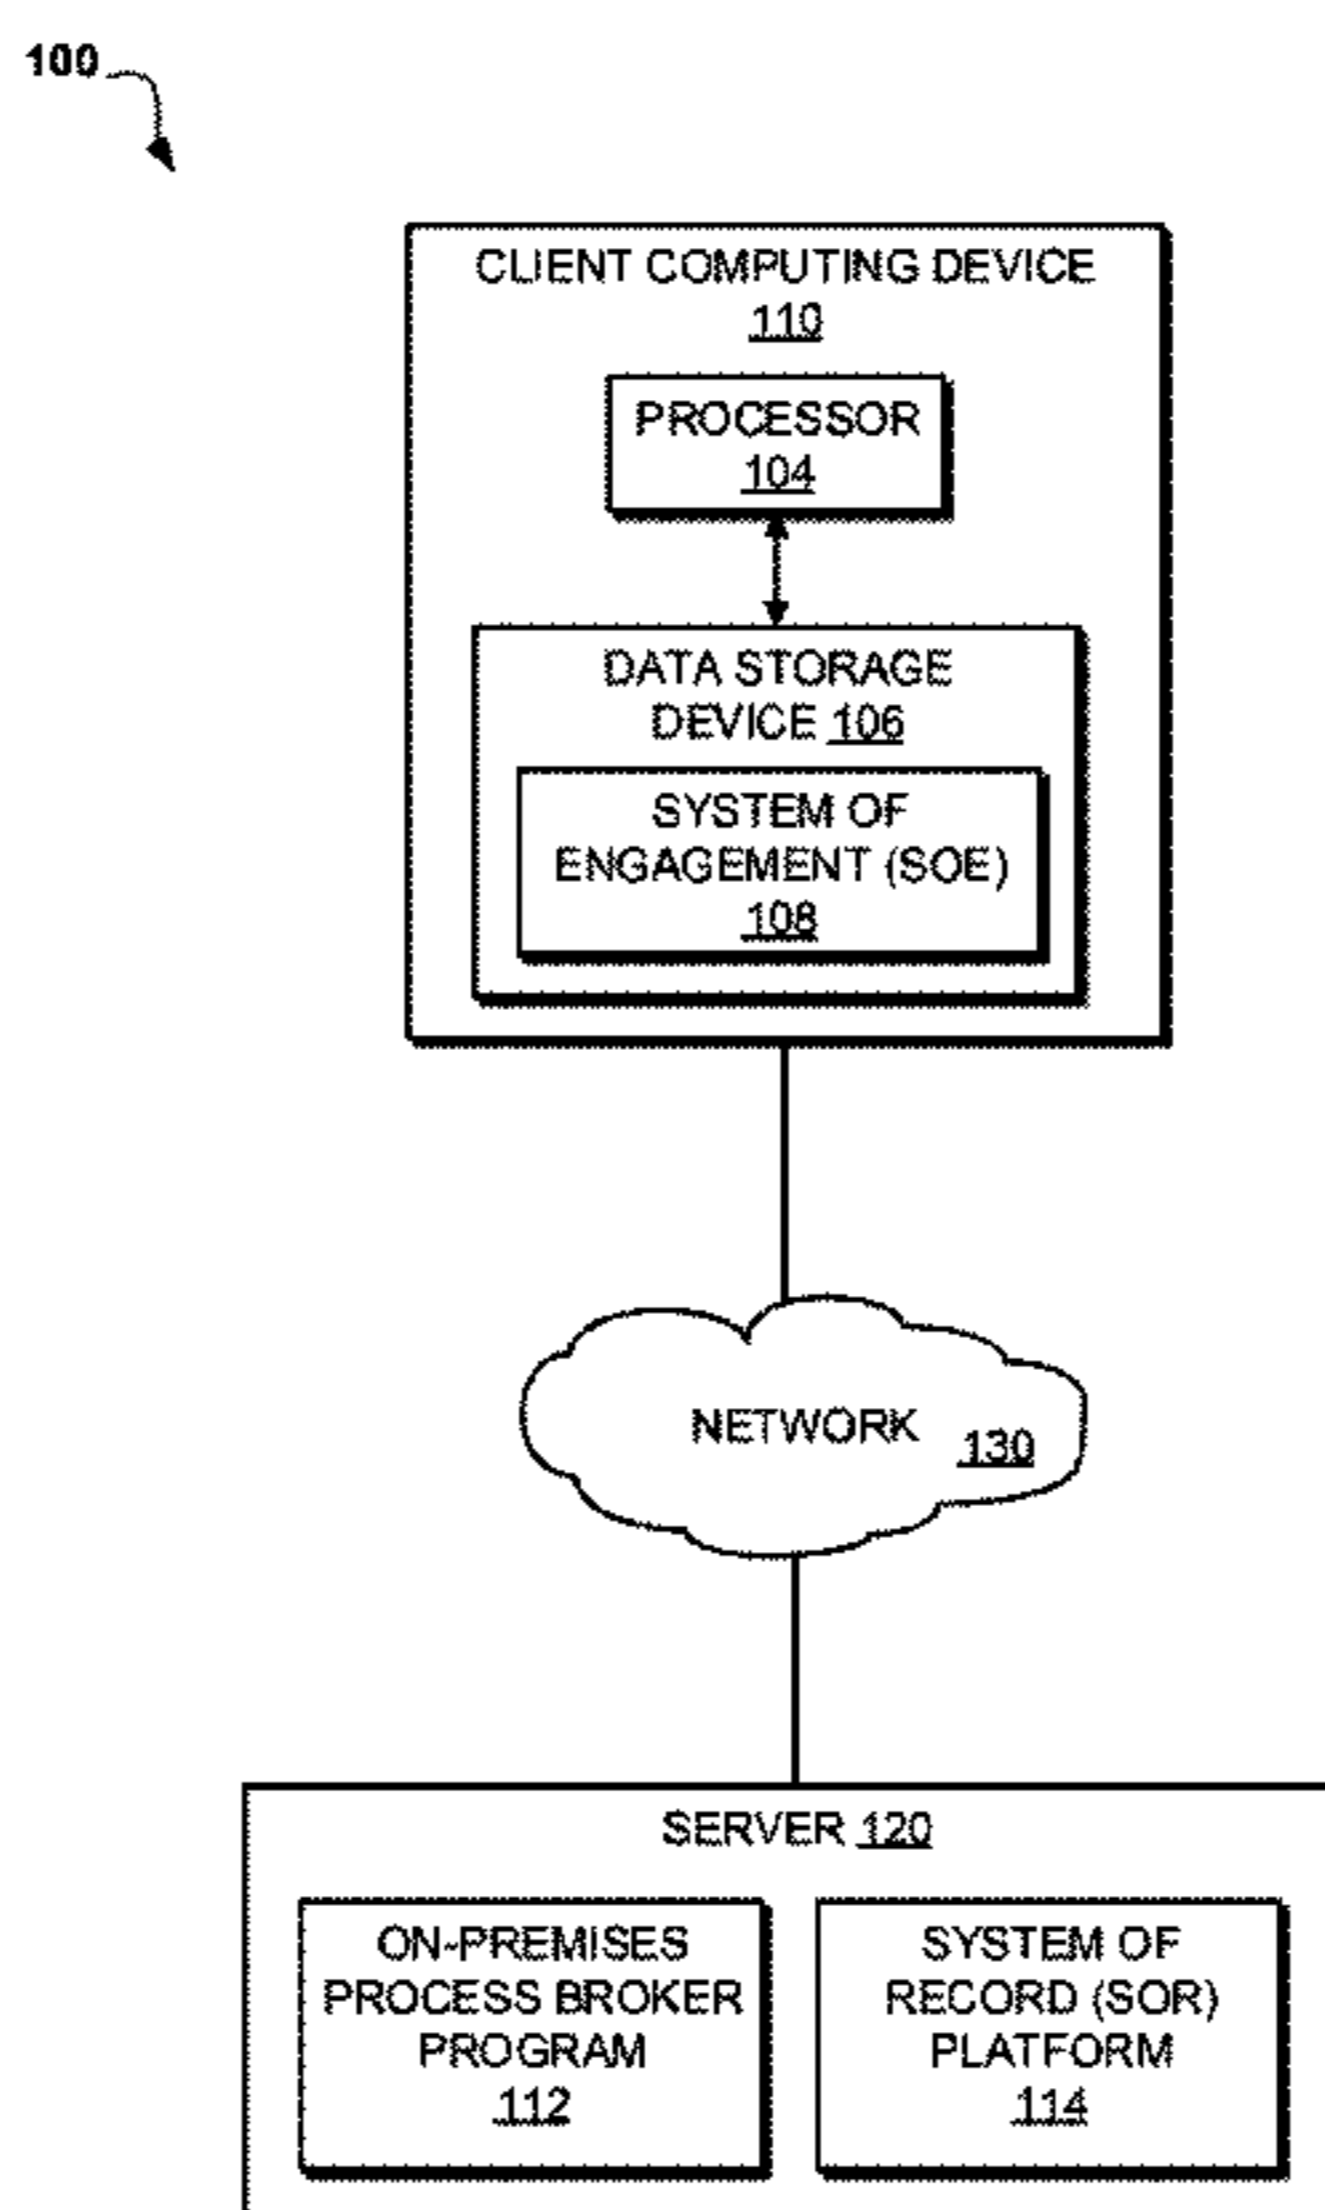 100
CLIENT COMPUTING DEVICE
110
PROCESSOR
104
DATA STORAGE
DEVICE 106
SYSTEM OF
ENGAGEMENT (SOE)
108
NETWORK 130
SERVER 120
ON-PREMISES
PROCESS BROKER
PROGRAM
112
SYSTEM OF
RECORD (SOR)
PLATFORM
114